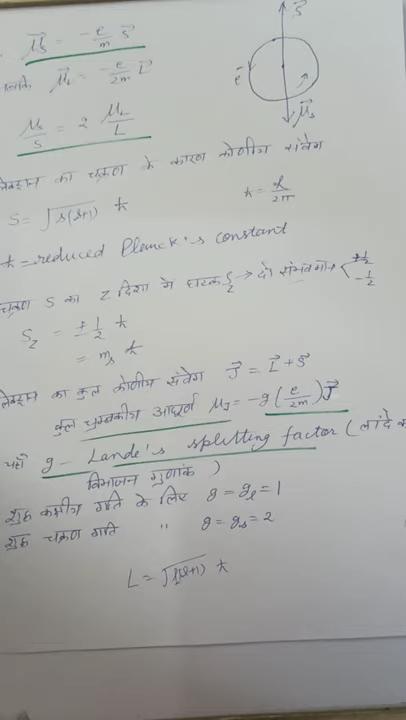 μ⃗s = -e/m S⃗
S⃗
जबकि μ⃗L = -e/2m L⃗
e⃗
μs/S = 2 μL/L
μ⃗s
इलेक्ट्रान का चक्रण के कारण कोणीय संवेग
S = √s(s+1) ħ ħ = h/2π
ħ = reduced Planck's constant
चक्रण S का Z दिशा में घटक Sz → दो संभवमान < +1/2 -1/2
Sz = ± 1/2 ħ
= ms ħ
इलेक्ट्रान का कुल कोणीय संवेग J⃗ = L⃗ + S⃗
कुल चुम्बकीय आघूर्ण μJ = -g(e/2m)J⃗
यहाँ g - Lande's splitting factor (लांदे का
विभाजन गुणांक)
शुद्ध कक्षीय गति के लिए g = gℓ = 1
शुद्ध चक्रण गति " g = gs = 2
L = √l(l+1) ħ